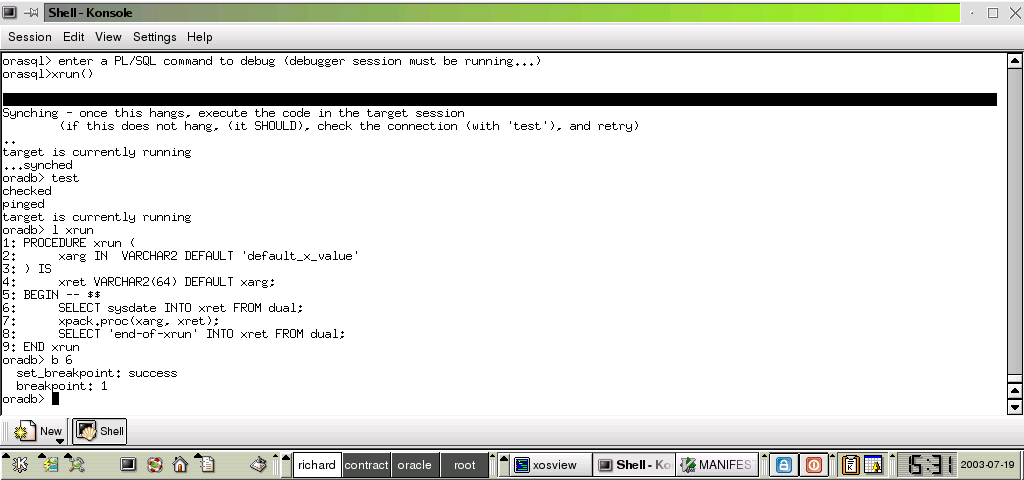 Shell - Konsole
Session Edit View Settings Help
orasql> enter a PL/SQL command to debug (debugger session must be running...)
orasql>xrun()
Synching - once this hangs, execute the code in the target session
(if this does not hang, (it SHOULD), check the connection (with 'test'), and retry)
..
target is currently running
...synched
oradb> test
checked
pinged
target is currently running
oradb> l xrun
1: PROCEDURE xrun (
2: xarg IN VARCHAR2 DEFAULT 'default_x_value'
3: ) IS
4: xret VARCHAR2(64) DEFAULT xarg;
5: BEGIN -- $$
6: SELECT sysdate INTO xret FROM dual;
7: xpack.proc(xarg, xret);
8: SELECT 'end-of-xrun' INTO xret FROM dual;
9: END xrun
oradb> b 6
set_breakpoint: success
breakpoint: 1
oradb>
New Shell
richard contract oracle root xosview Shell - Ko MANIFES 5:31 2003-07-19